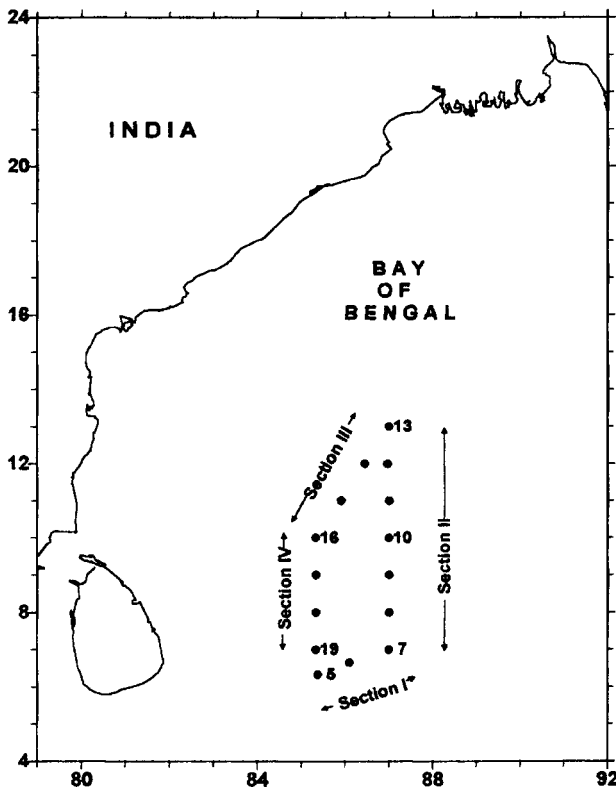 24
INDIA
20
BAY
OF
BENGAL
16
13
Section III
12
16
10
Section IV
Section II
8
19
7
5
Section I
4
80
84
88
92